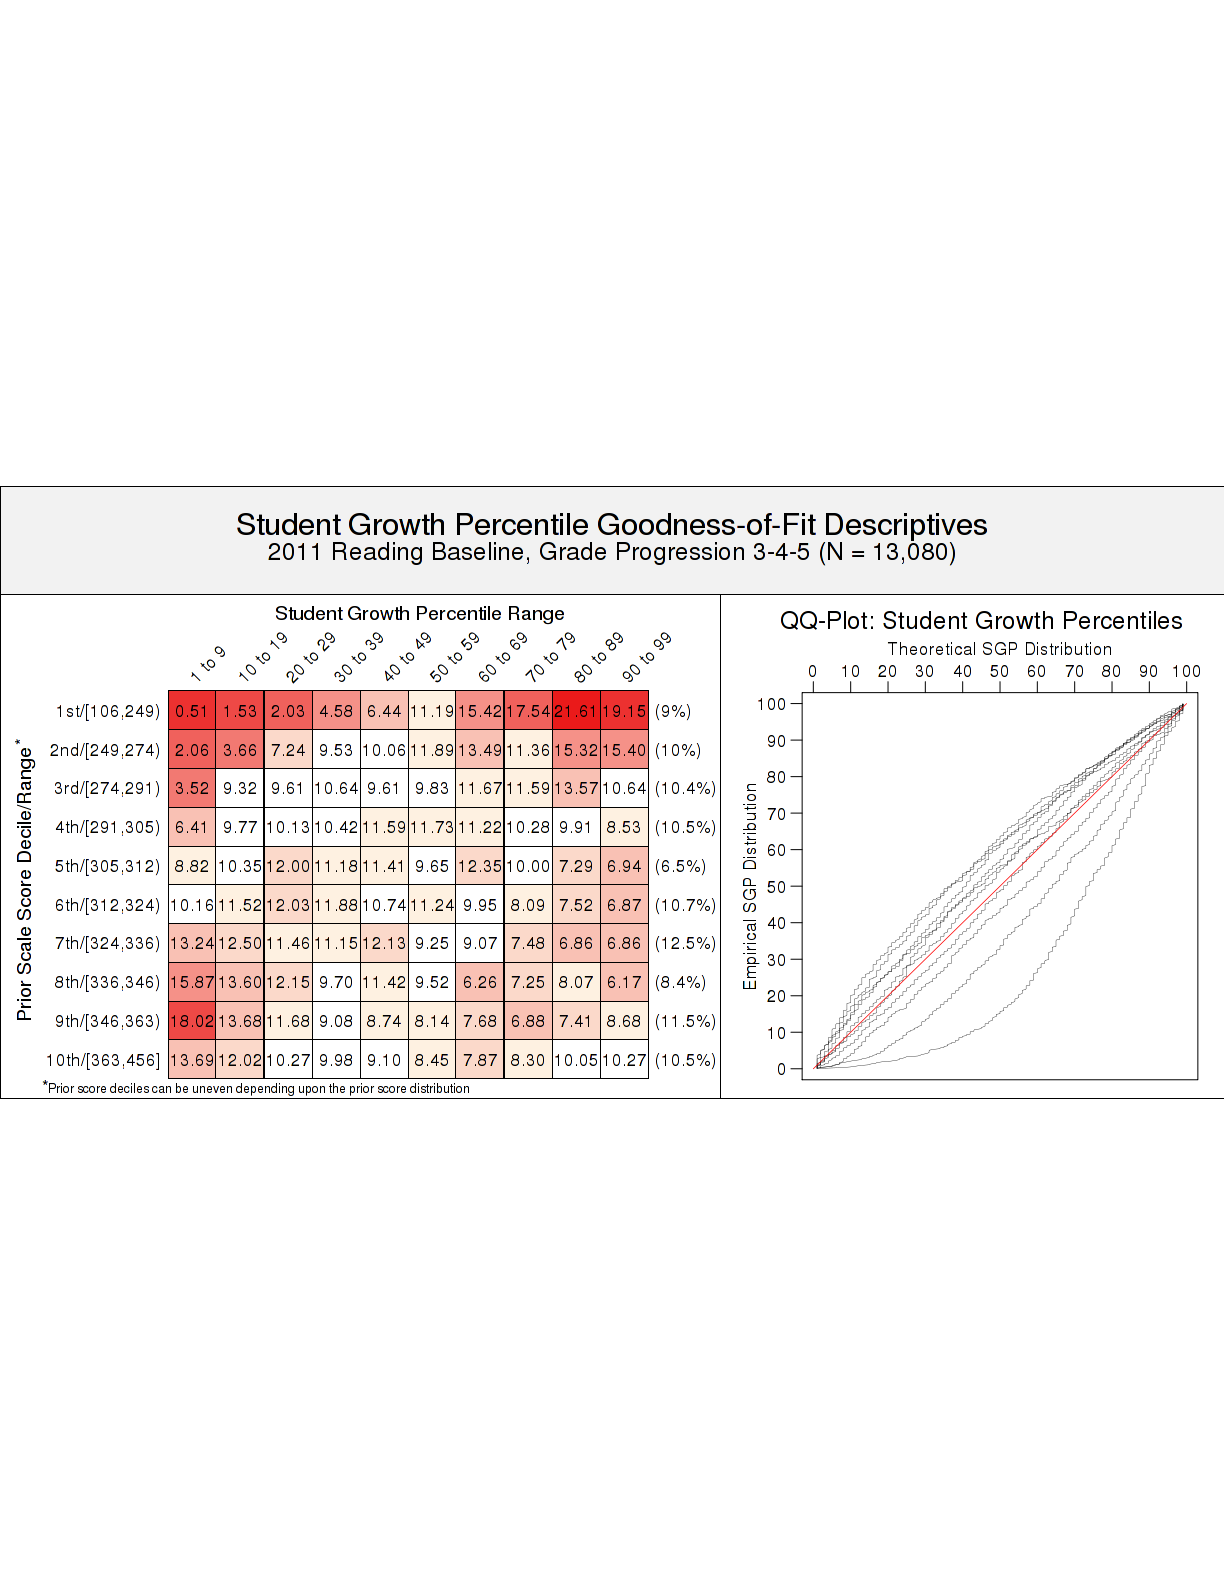 Student Growth Percentile Goodness-of-Fit Descriptives
2011 Reading Baseline, Grade Progression 3-4-5 (N = 13,080)
Student Growth Percentile Range
1 to 9 10 to 19 20 to 29 30 to 39 40 to 49 50 to 59 60 to 69 70 to 79 80 to 89 90 to 99
Prior Scale Score Decile/Range*
1st/[106,249) 0.51 1.53 2.03 4.58 6.44 11.19 15.42 17.54 21.61 19.15 (9%)
2nd/[249,274) 2.06 3.66 7.24 9.53 10.06 11.89 13.49 11.36 15.32 15.40 (10%)
3rd/[274,291) 3.52 9.32 9.61 10.64 9.61 9.83 11.67 11.59 13.57 10.64 (10.4%)
4th/[291,305) 6.41 9.77 10.13 10.42 11.59 11.73 11.22 10.28 9.91 8.53 (10.5%)
5th/[305,312) 8.82 10.35 12.00 11.18 11.41 9.65 12.35 10.00 7.29 6.94 (6.5%)
6th/[312,324) 10.16 11.52 12.03 11.88 10.74 11.24 9.95 8.09 7.52 6.87 (10.7%)
7th/[324,336) 13.24 12.50 11.46 11.15 12.13 9.25 9.07 7.48 6.86 6.86 (12.5%)
8th/[336,346) 15.87 13.60 12.15 9.70 11.42 9.52 6.26 7.25 8.07 6.17 (8.4%)
9th/[346,363) 18.02 13.68 11.68 9.08 8.74 8.14 7.68 6.88 7.41 8.68 (11.5%)
10th/[363,456] 13.69 12.02 10.27 9.98 9.10 8.45 7.87 8.30 10.05 10.27 (10.5%)
*Prior score deciles can be uneven depending upon the prior score distribution
QQ-Plot: Student Growth Percentiles
Theoretical SGP Distribution
0 10 20 30 40 50 60 70 80 90 100
Empirical SGP Distribution
100
90
80
70
60
50
40
30
20
10
0